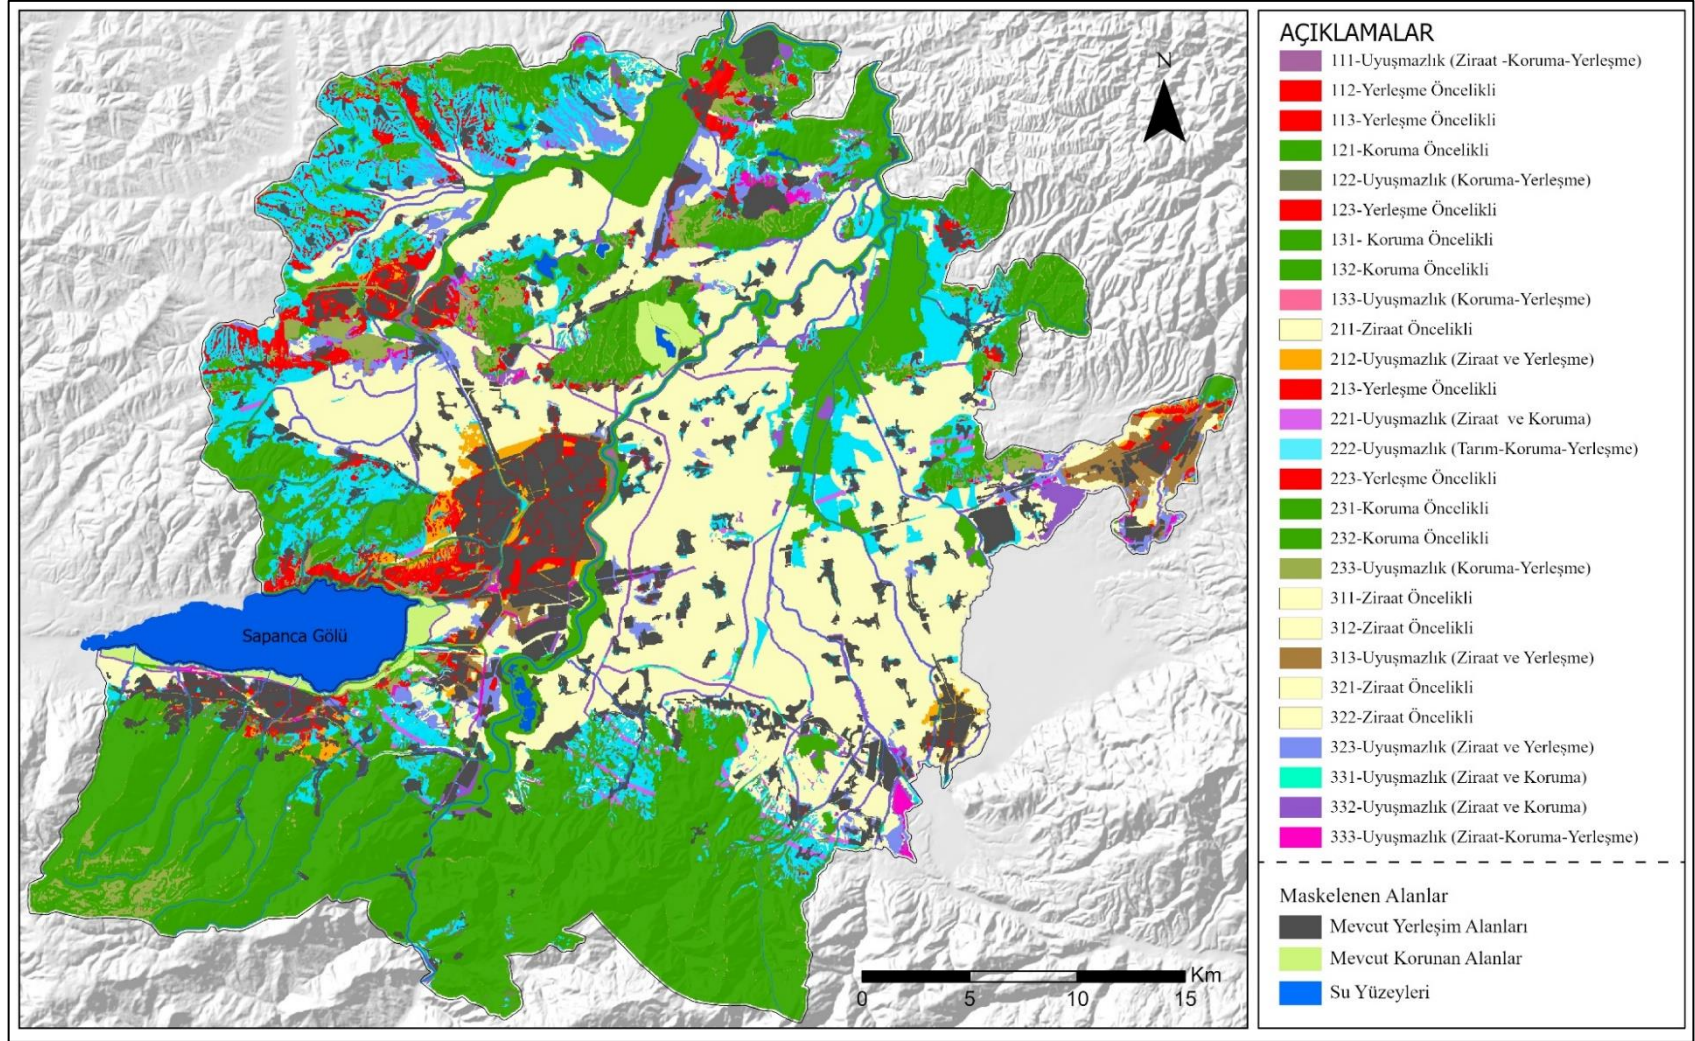 N
Sapanca Gölü
Km
0 5 10 15
AÇIKLAMALAR
111-Uyuşmazlık (Ziraat -Koruma-Yerleşme)
112-Yerleşme Öncelikli
113-Yerleşme Öncelikli
121-Koruma Öncelikli
122-Uyuşmazlık (Koruma-Yerleşme)
123-Yerleşme Öncelikli
131- Koruma Öncelikli
132-Koruma Öncelikli
133-Uyuşmazlık (Koruma-Yerleşme)
211-Ziraat Öncelikli
212-Uyuşmazlık (Ziraat ve Yerleşme)
213-Yerleşme Öncelikli
221-Uyuşmazlık (Ziraat ve Koruma)
222-Uyuşmazlık (Tarım-Koruma-Yerleşme)
223-Yerleşme Öncelikli
231-Koruma Öncelikli
232-Koruma Öncelikli
233-Uyuşmazlık (Koruma-Yerleşme)
311-Ziraat Öncelikli
312-Ziraat Öncelikli
313-Uyuşmazlık (Ziraat ve Yerleşme)
321-Ziraat Öncelikli
322-Ziraat Öncelikli
323-Uyuşmazlık (Ziraat ve Yerleşme)
331-Uyuşmazlık (Ziraat ve Koruma)
332-Uyuşmazlık (Ziraat ve Koruma)
333-Uyuşmazlık (Ziraat-Koruma-Yerleşme)
Maskelenen Alanlar
Mevcut Yerleşim Alanları
Mevcut Korunan Alanlar
Su Yüzeyleri